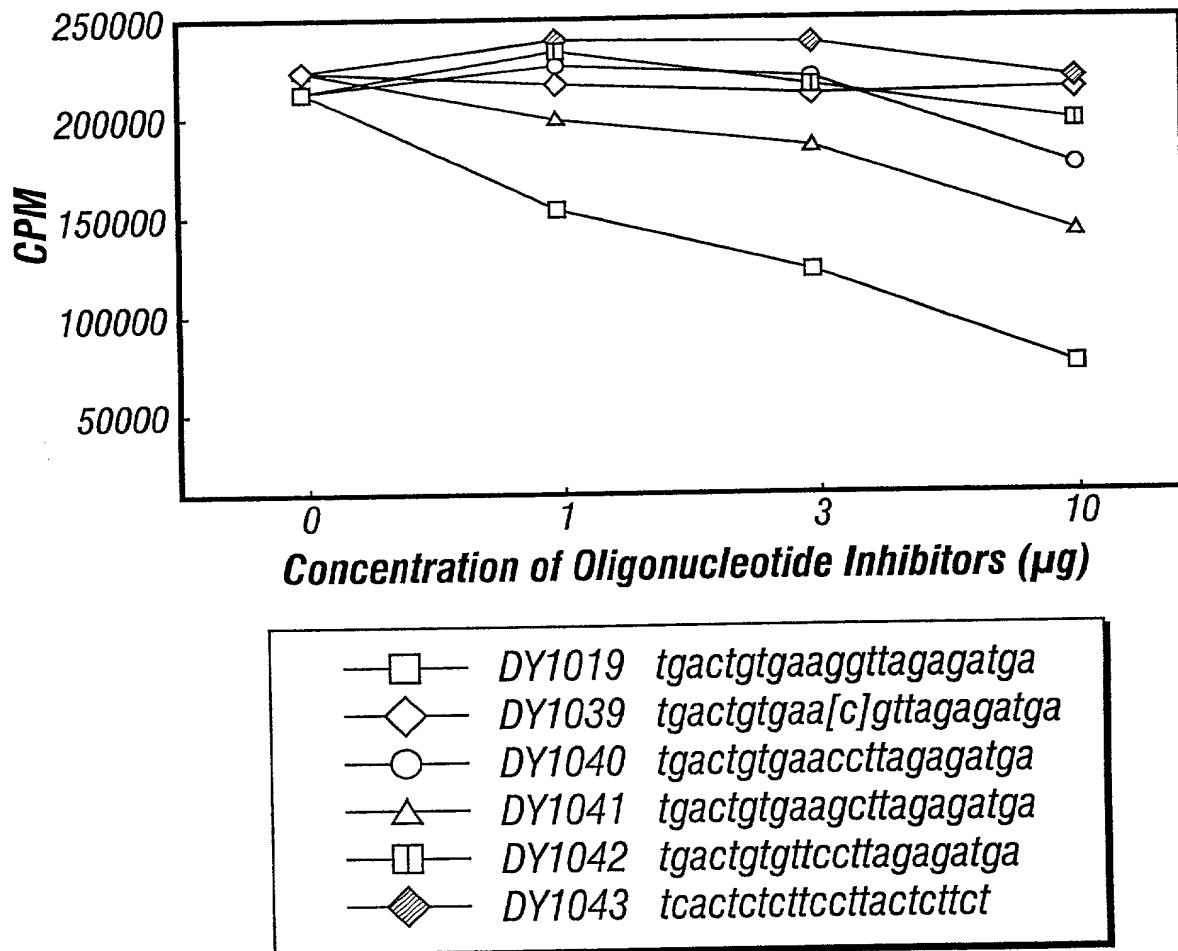 250000
200000
150000
100000
50000
CPM
0 1 3 10
Concentration of Oligonucleotide Inhibitors (µg)
DY1019 tgactgtgaaggttagagatga
DY1039 tgactgtgaa[c]gttagagatga
DY1040 tgactgtgaaccttagagatga
DY1041 tgactgtgaagcttagagatga
DY1042 tgactgtgttccttagagatga
DY1043 tcactctcttccttactcttct